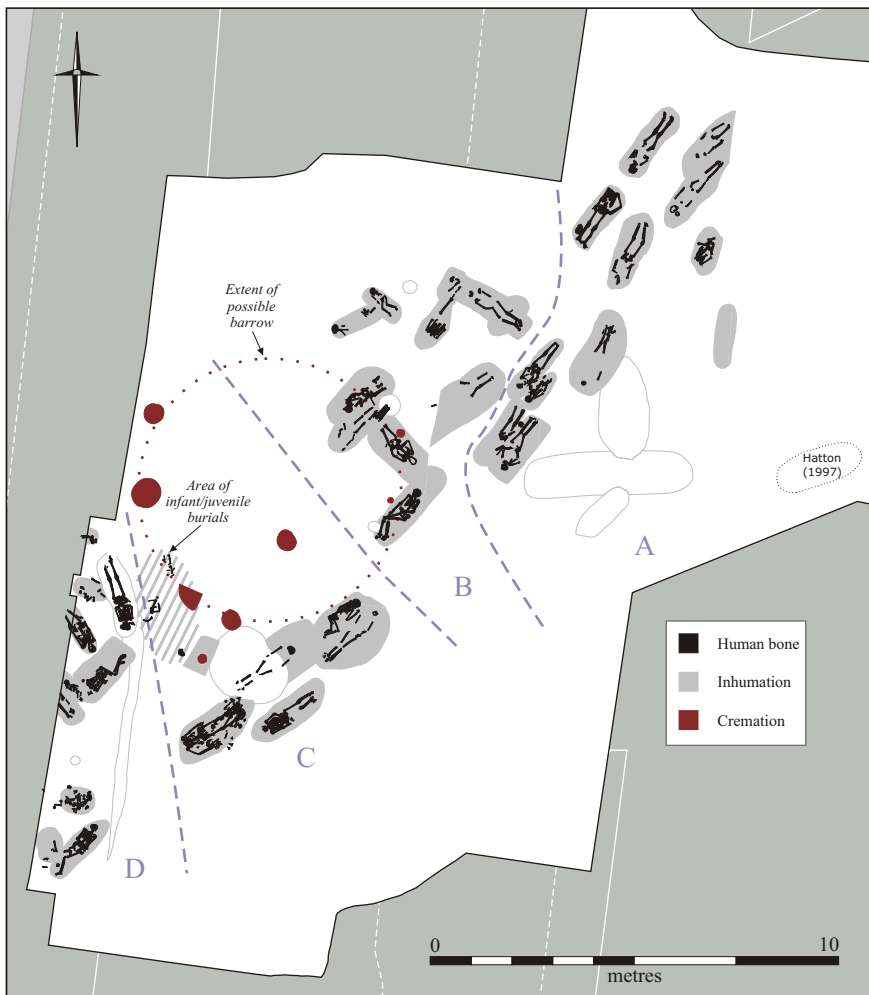 Extent of
possible
barrow
Area of
infant/juvenile
burials
Hatton
(1997)
A
B
C
D
Human bone
Inhumation
Cremation
0
10
metres